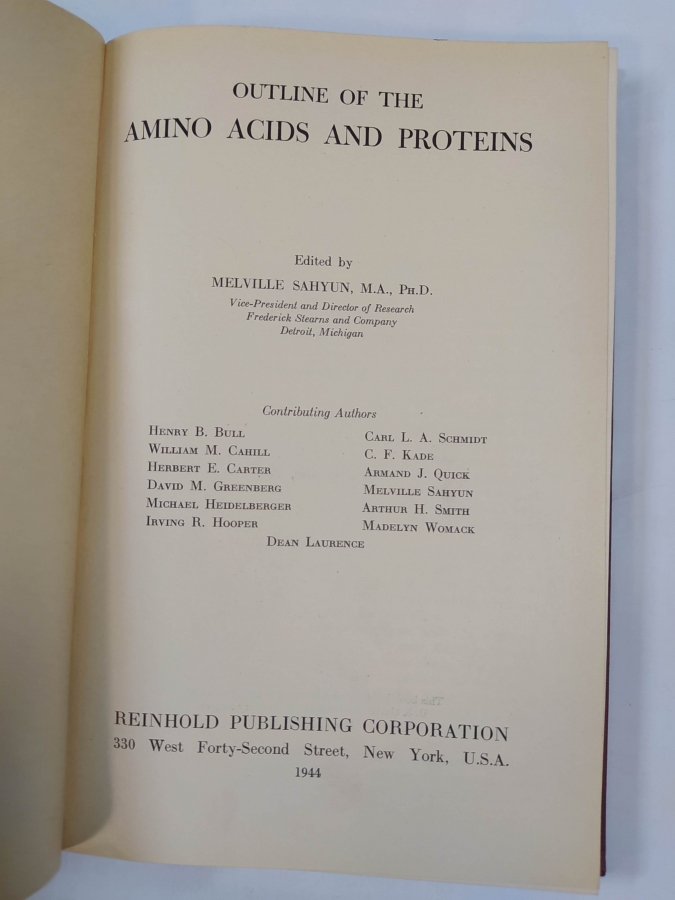 OUTLINE OF THE
AMINO ACIDS AND PROTEINS
Edited by
MELVILLE SAHYUN, M.A., PH.D.
Vice-President and Director of Research
Frederick Stearns and Company
Detroit, Michigan
Contributing Authors
HENRY B. BULL
WILLIAM M. CAHILL
HERBERT E. CARTER
DAVID M. GREENBERG
MICHAEL HEIDELBERGER
IRVING R. HOOPER
CARL L. A. SCHMIDT
C. F. KADE
ARMAND J. QUICK
MELVILLE SAHYUN
ARTHUR H. SMITH
MADELYN WOMACK
DEAN LAURENCE
REINHOLD PUBLISHING CORPORATION
330 West Forty-Second Street, New York, U.S.A.
1944